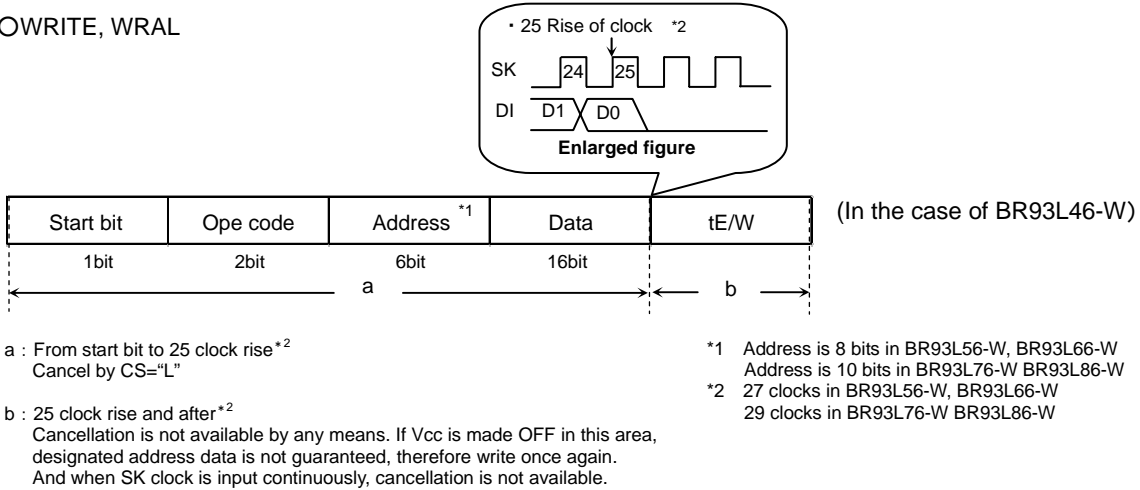 ○WRITE, WRAL
・25 Rise of clock *2
SK 24 25
DI D1 D0
Enlarged figure
Start bit Ope code Address *1 Data tE/W
(In the case of BR93L46-W)
1bit 2bit 6bit 16bit
a b
a : From start bit to 25 clock rise*2
Cancel by CS="L"
b : 25 clock rise and after*2
Cancellation is not available by any means. If Vcc is made OFF in this area,
designated address data is not guaranteed, therefore write once again.
And when SK clock is input continuously, cancellation is not available.
*1 Address is 8 bits in BR93L56-W, BR93L66-W
Address is 10 bits in BR93L76-W BR93L86-W
*2 27 clocks in BR93L56-W, BR93L66-W
29 clocks in BR93L76-W BR93L86-W